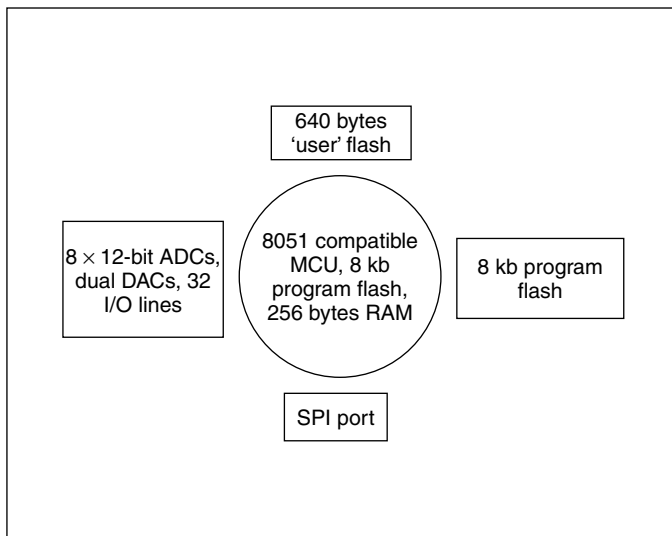 640 bytes
‘user’ flash
8 × 12-bit ADCs,
dual DACs, 32
I/O lines
8051 compatible
MCU, 8 kb
program flash,
256 bytes RAM
8 kb program
flash
SPI port